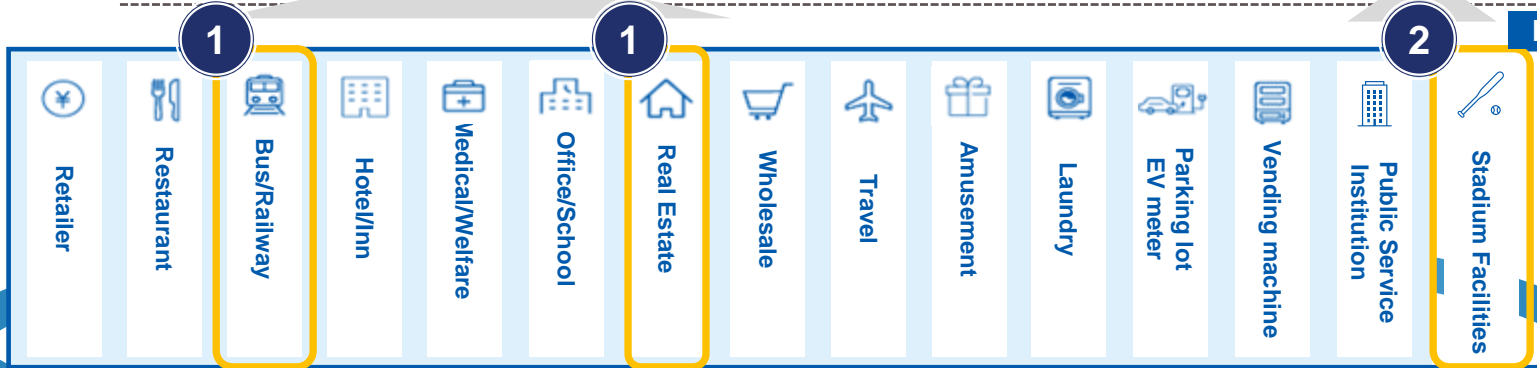 1
1
2
¥
Retailer
Restaurant
Bus/Railway
Hotel/Inn
Medical/Welfare
Office/School
Real Estate
Wholesale
Travel
Amusement
Laundry
Parking lot
EV meter
Vending machine
Public Service
Institution
Stadium Facilities